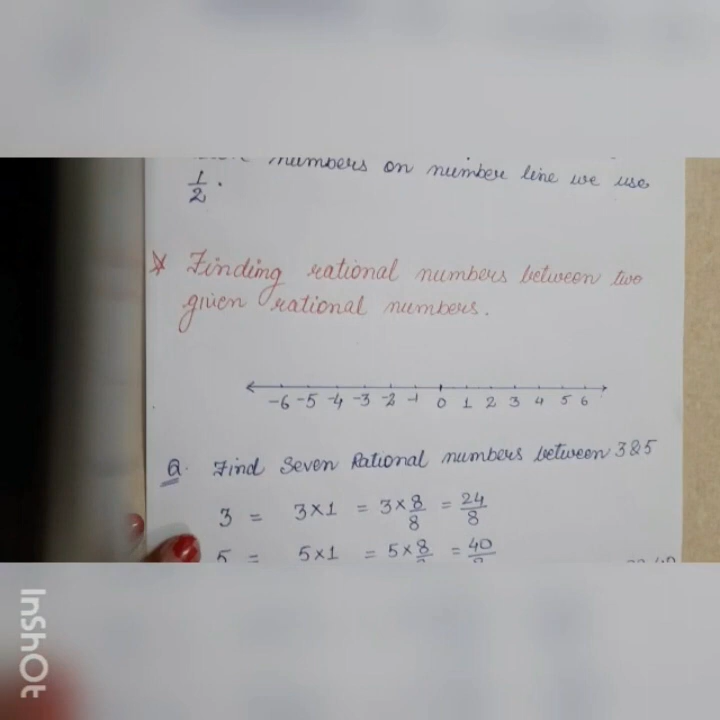 numbers on number line we use
1/2.
* Finding rational numbers between two
given rational numbers.
-6 -5 -4 -3 -2 -1 0 1 2 3 4 5 6
Q. Find Seven Rational numbers between 3&5
3 = 3×1 = 3×8/8 = 24/8
5 = 5×1 = 5×8/ = 40/
InShOt